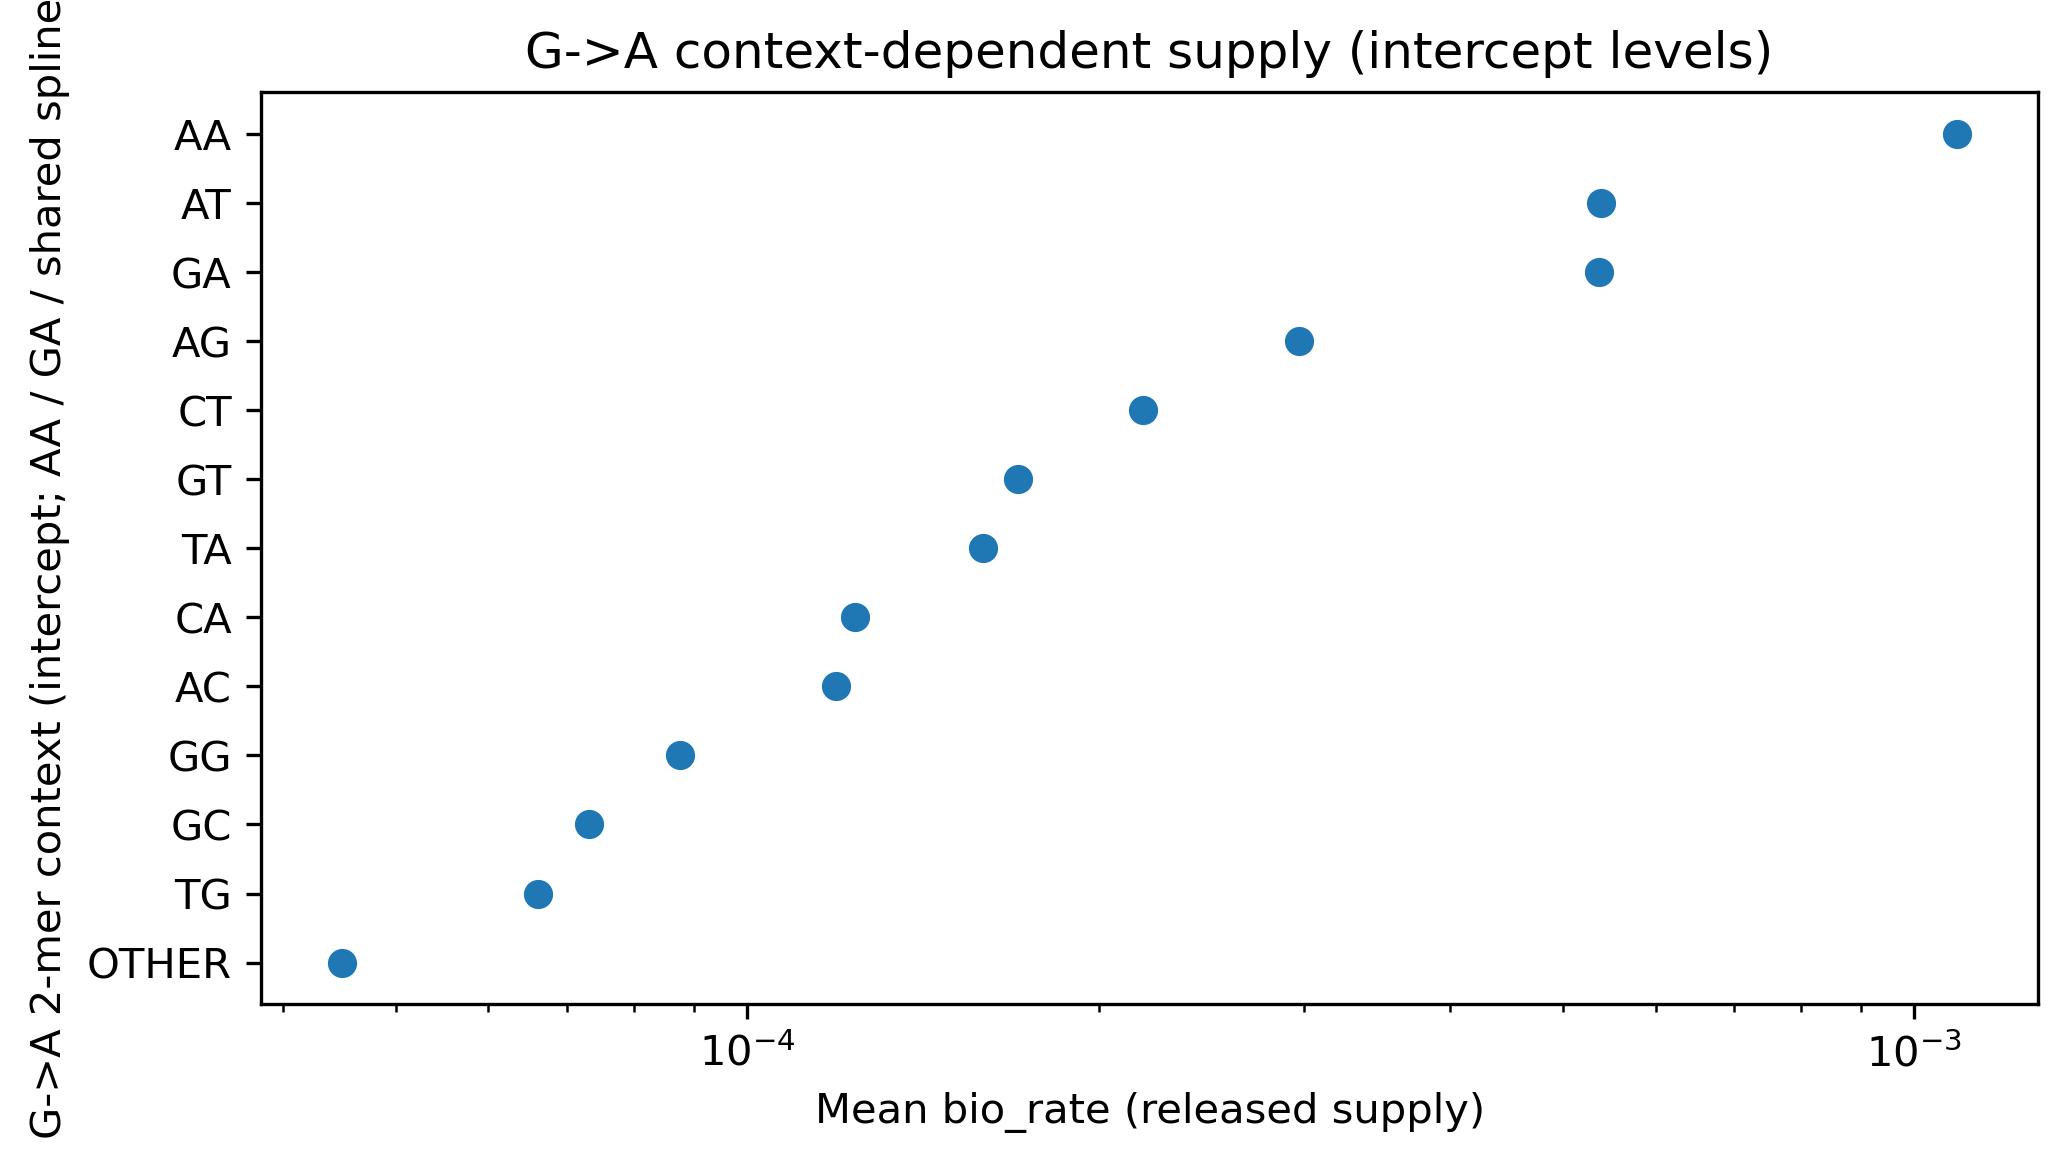 G->A context-dependent supply (intercept levels)
G->A 2-mer context (intercept; AA / GA / shared spline
AA
AT
GA
AG
CT
GT
TA
CA
AC
GG
GC
TG
OTHER
10⁻⁴
10⁻³
Mean bio_rate (released supply)